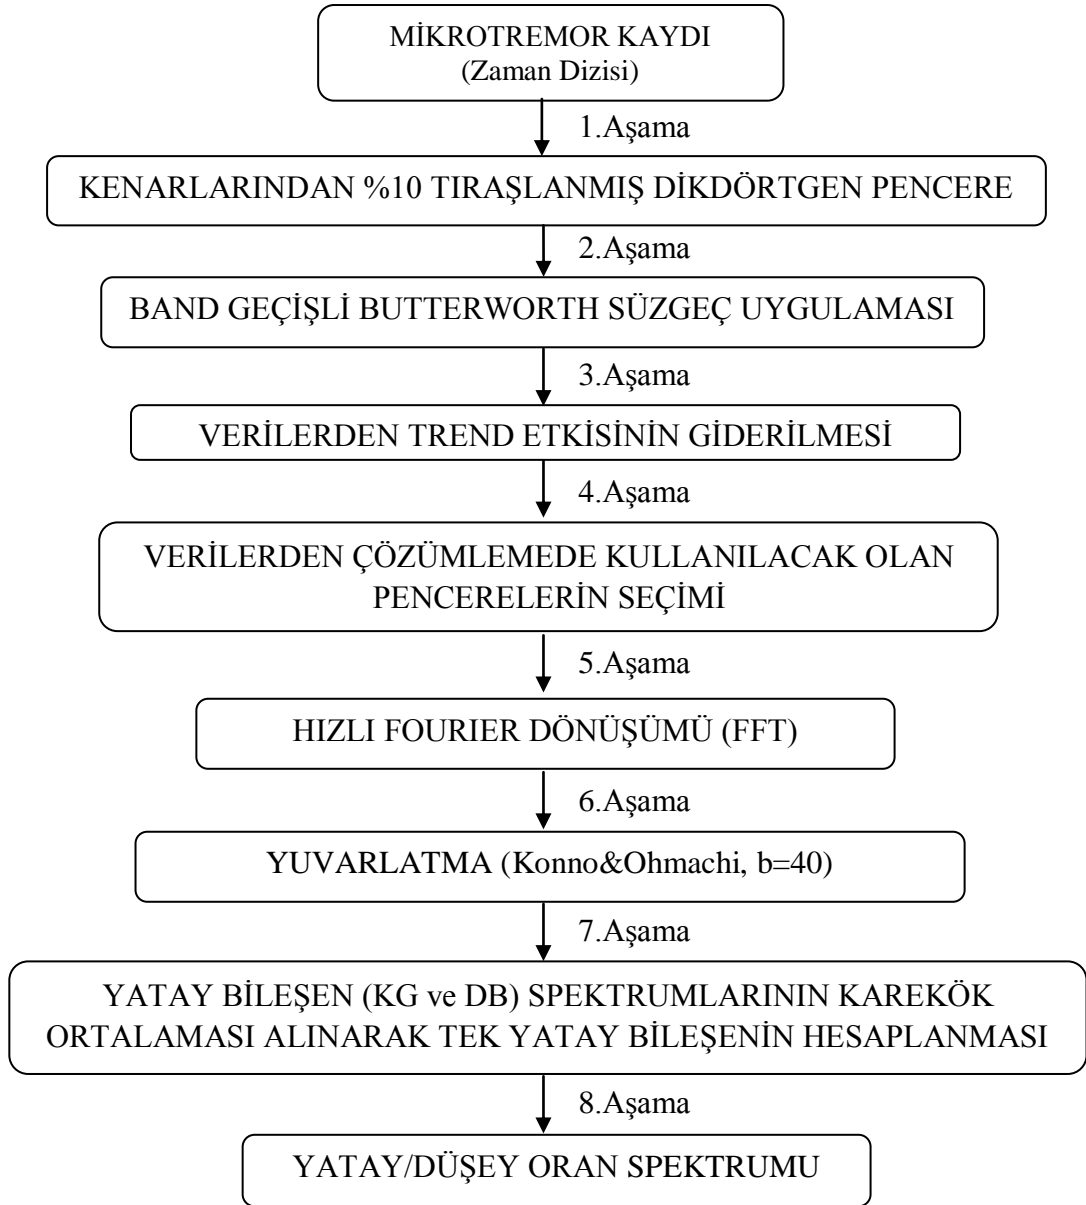 MİKROTREMOR KAYDI
(Zaman Dizisi)
1.Aşama
KENARLARINDAN %10 TIRAŞLANMIŞ DİKDÖRTGEN PENCERE
2.Aşama
BAND GEÇİŞLİ BUTTERWORTH SÜZGEÇ UYGULAMASI
3.Aşama
VERİLERDEN TREND ETKİSİNİN GİDERİLMESİ
4.Aşama
VERİLERDEN ÇÖZÜMLEMEDE KULLANILACAK OLAN
PENCERELERİN SEÇİMİ
5.Aşama
HIZLI FOURIER DÖNÜŞÜMÜ (FFT)
6.Aşama
YUVARLATMA (Konno&Ohmachi, b=40)
7.Aşama
YATAY BİLEŞEN (KG ve DB) SPEKTRUMLARININ KAREKÖK
ORTALAMASI ALINARAK TEK YATAY BİLEŞENİN HESAPLANMASI
8.Aşama
YATAY/DÜŞEY ORAN SPEKTRUMU